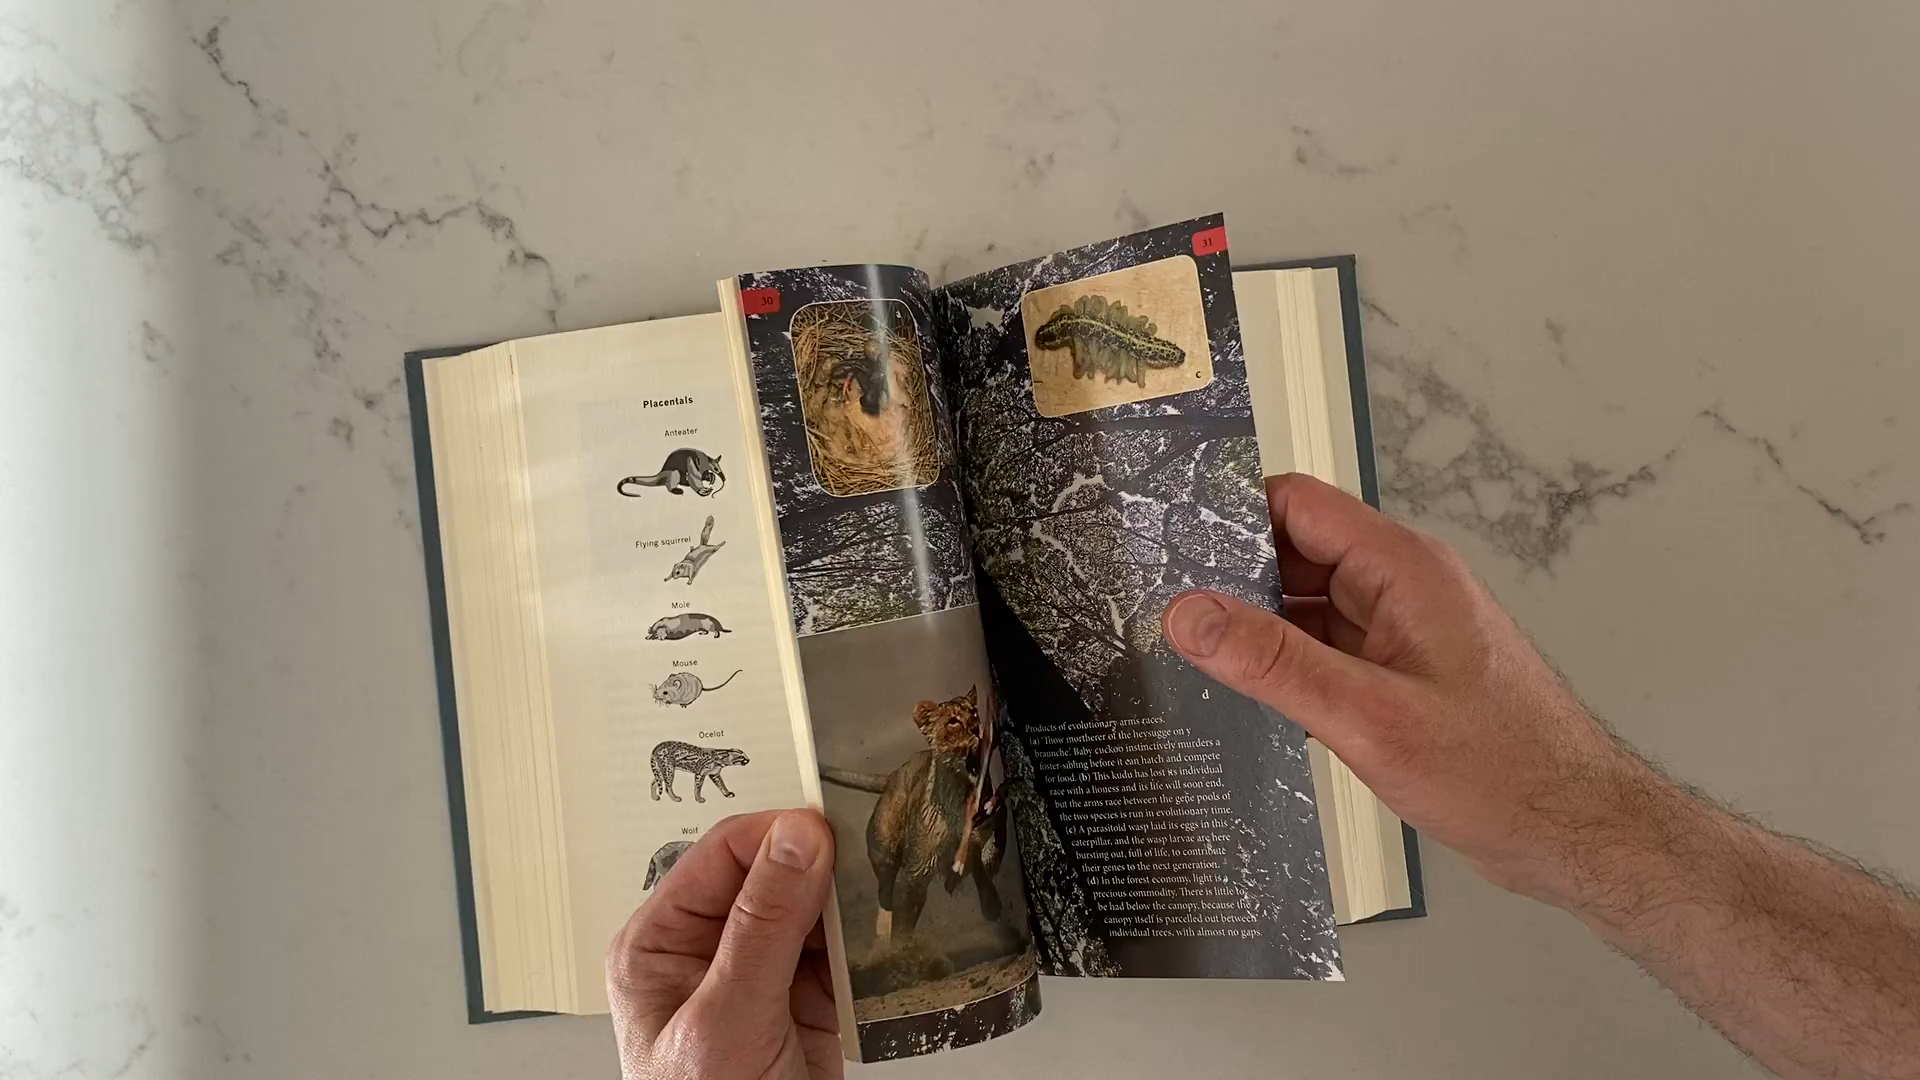 Placentals
Anteater
Flying squirrel
Mole
Mouse
Ocelot
Wolf
30
a
31
c
d
Products of evolutionary arms races.
(a) 'Thow mortherer of the heysugge on y
braunche'. Baby cuckoo instinctively murders a
foster-sibling before it can hatch and compete
for food. (b) This kudu has lost its individual
race with a lioness and its life will soon end,
but the arms race between the gene pools of
the two species is run in evolutionary time.
(c) A parasitoid wasp laid its eggs in this
caterpillar, and the wasp larvae are here
bursting out, full of life, to contribute
their genes to the next generation.
(d) In the forest economy, light is a
precious commodity. There is little to
be had below the canopy, because the
canopy itself is parcelled out between
individual trees, with almost no gaps.